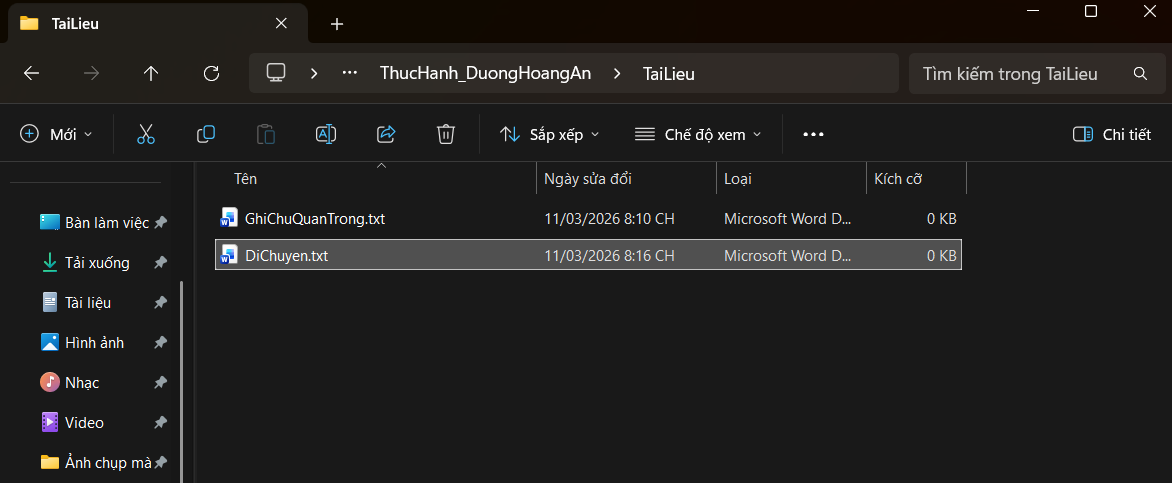 TaiLieu
ThucHanh_DuongHoangAn > TaiLieu
Tìm kiếm trong TaiLieu
Mới
Sắp xếp
Chế độ xem
Chi tiết
Tên Ngày sửa đổi Loại Kích cỡ
GhiChuQuanTrong.txt 11/03/2026 8:10 CH Microsoft Word D... 0 KB
DiChuyen.txt 11/03/2026 8:16 CH Microsoft Word D... 0 KB
Bàn làm việc
Tải xuống
Tài liệu
Hình ảnh
Nhạc
Video
Ảnh chụp mà